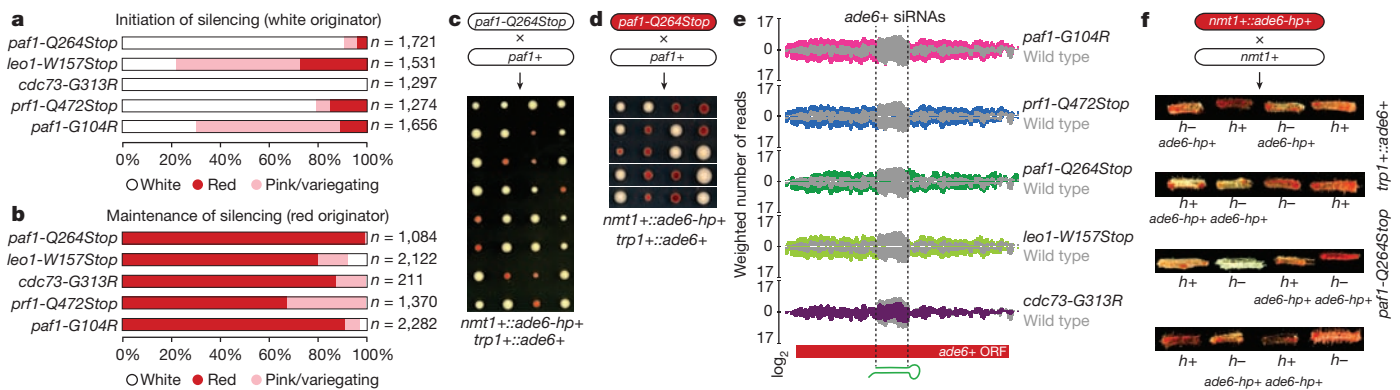 a
Initiation of silencing (white originator)
paf1-Q264Stop n = 1,721
leo1-W157Stop n = 1,531
cdc73-G313R n = 1,297
prf1-Q472Stop n = 1,274
paf1-G104R n = 1,656
0% 20% 40% 60% 80% 100%
White Red Pink/variegating
b
Maintenance of silencing (red originator)
paf1-Q264Stop n = 1,084
leo1-W157Stop n = 2,122
cdc73-G313R n = 211
prf1-Q472Stop n = 1,370
paf1-G104R n = 2,282
0% 20% 40% 60% 80% 100%
White Red Pink/variegating
c
paf1-Q264Stop
×
paf1+
nmt1+::ade6-hp+
trp1+::ade6+
d
paf1-Q264Stop
×
paf1+
nmt1+::ade6-hp+
trp1+::ade6+
e
ade6+ siRNAs
Weighted number of reads
17
0
17
paf1-G104R
Wild type
0
prf1-Q472Stop
Wild type
17
0
paf1-Q264Stop
Wild type
17
0
leo1-W157Stop
Wild type
17
0
cdc73-G313R
Wild type
17
log2
ade6+ ORF
f
nmt1+::ade6-hp+
×
nmt1+
h− h+ h− h+
ade6-hp+ ade6-hp+
h+ h− h− h+
ade6-hp+ ade6-hp+
trp1+::ade6+
h+ h− h+ h−
ade6-hp+ ade6-hp+
h+ h− h+ h−
ade6-hp+ ade6-hp+
paf1-Q264Stop